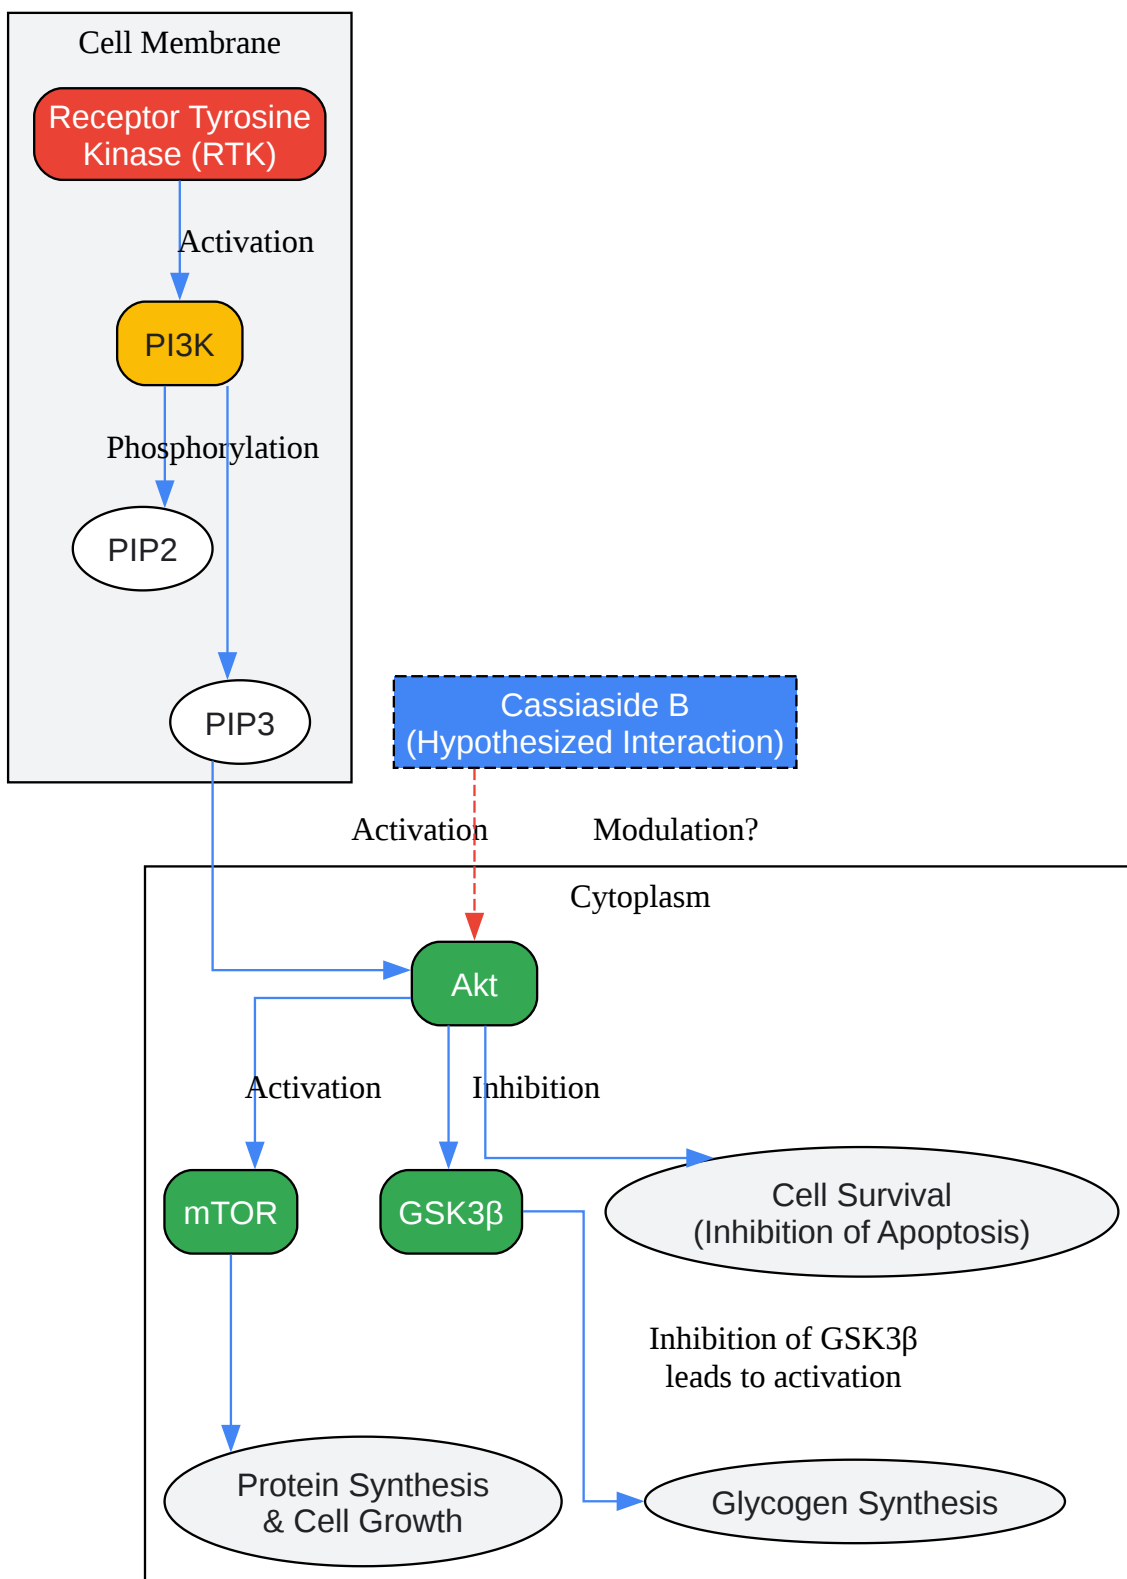 Cell Membrane
Receptor Tyrosine
Kinase (RTK)
Activation
PI3K
Phosphorylation
PIP2
PIP3
Cassiaside B
(Hypothesized Interaction)
Activation
Modulation?
Cytoplasm
Akt
Activation
Inhibition
mTOR
GSK3β
Cell Survival
(Inhibition of Apoptosis)
Inhibition of GSK3β
leads to activation
Protein Synthesis
& Cell Growth
Glycogen Synthesis